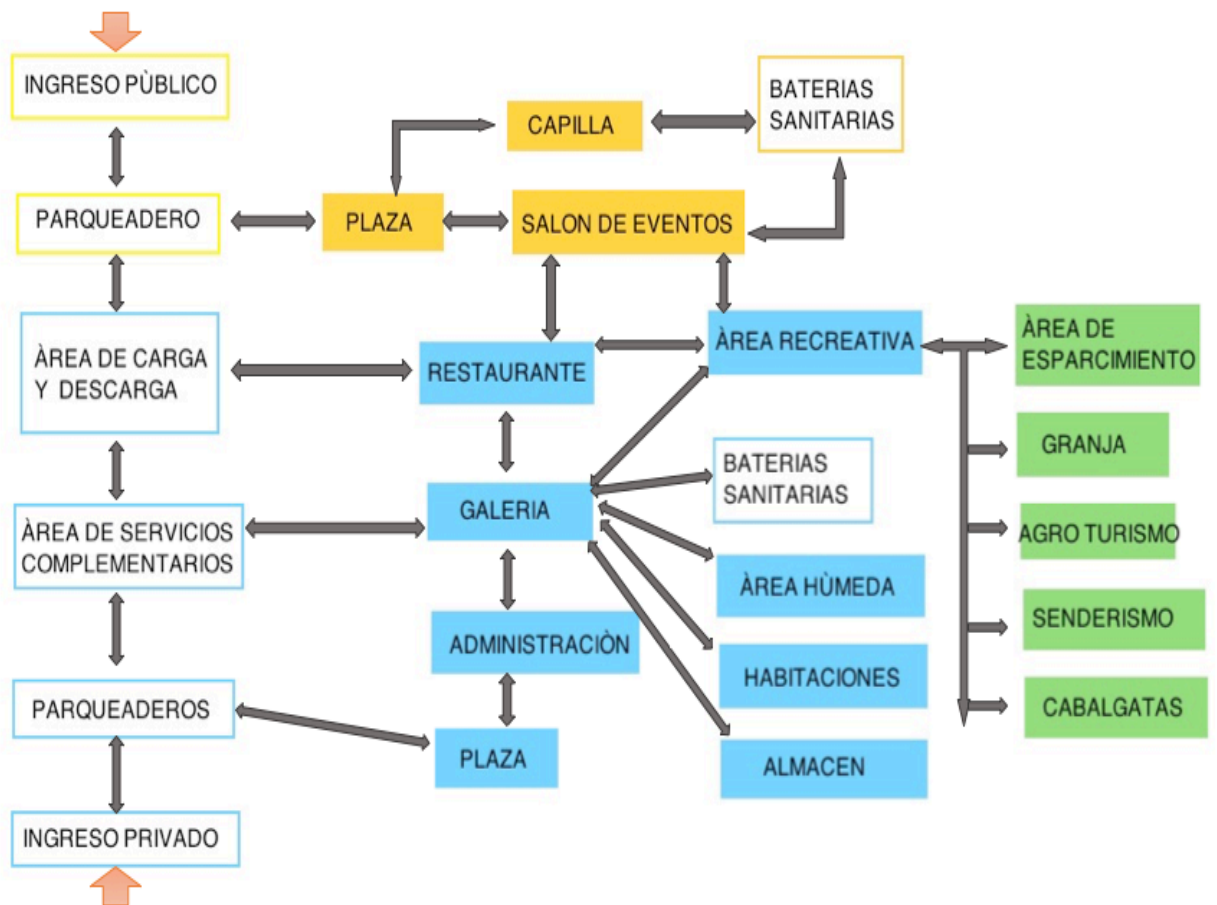 INGRESO PÙBLICO
PARQUEADERO
ÀREA DE CARGA
Y DESCARGA
ÀREA DE SERVICIOS
COMPLEMENTARIOS
PARQUEADEROS
INGRESO PRIVADO
CAPILLA
BATERIAS
SANITARIAS
PLAZA
SALON DE EVENTOS
RESTAURANTE
ÀREA RECREATIVA
GALERIA
BATERIAS
SANITARIAS
ÀREA HÙMEDA
ADMINISTRACIÒN
HABITACIONES
PLAZA
ALMACEN
ÀREA DE
ESPARCIMIENTO
GRANJA
AGRO TURISMO
SENDERISMO
CABALGATAS